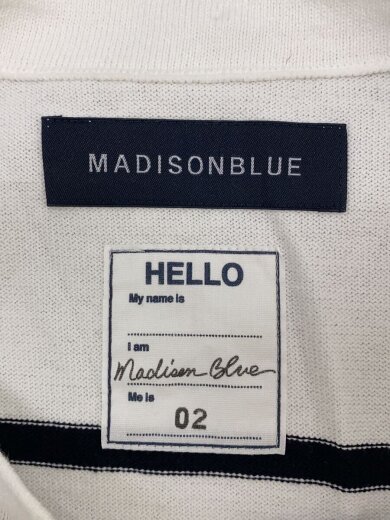 MADISONBLUE
HELLO
My name is
I am
Madison Blue
Me is
02